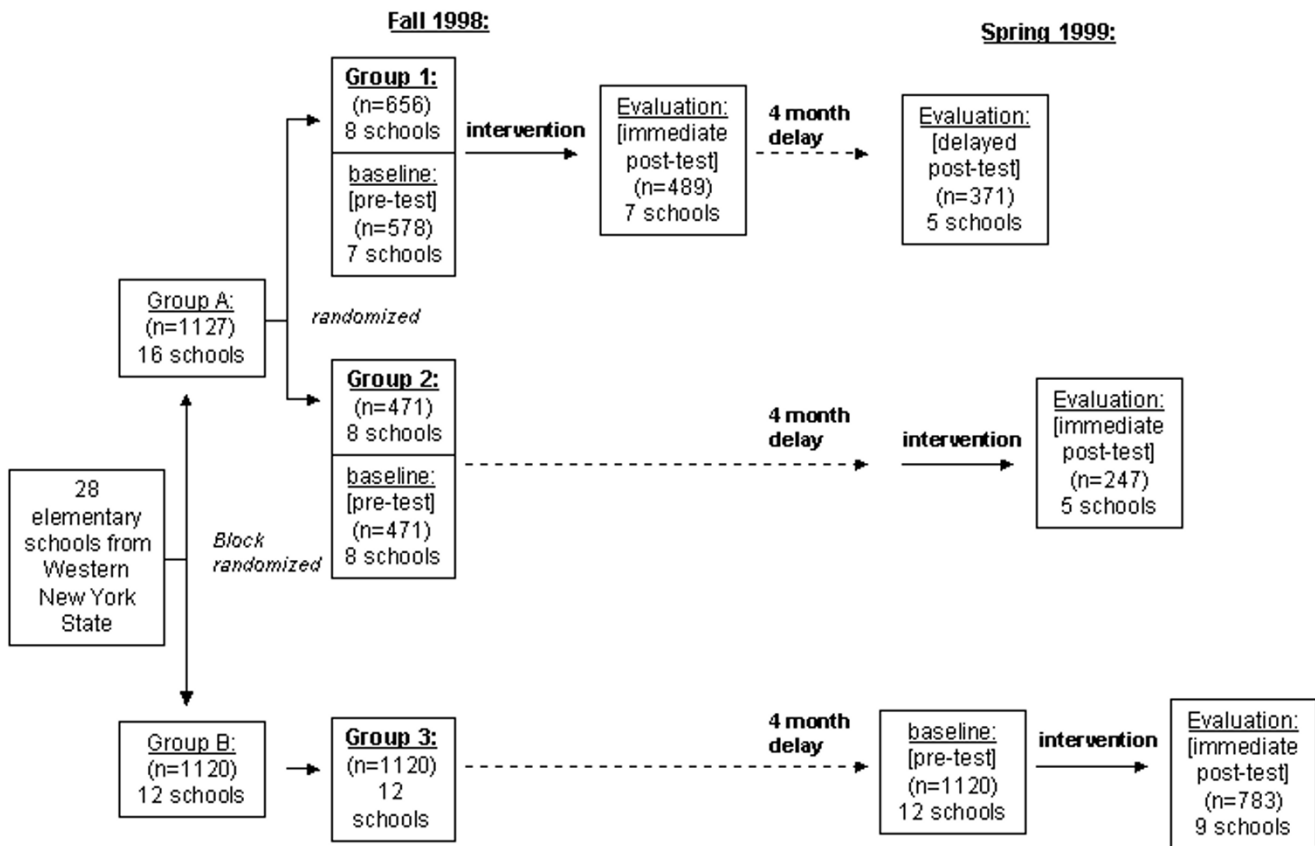 Fall 1998:
Spring 1999:
Group 1:
(n=656)
8 schools
baseline:
[pre-test]
(n=578)
7 schools
intervention
Evaluation:
[immediate
post-test]
(n=489)
7 schools
4 month
delay
Evaluation:
[delayed
post-test]
(n=371)
5 schools
Group A:
(n=1127)
16 schools
randomized
Group 2:
(n=471)
8 schools
baseline:
[pre-test]
(n=471)
8 schools
4 month
delay
intervention
Evaluation:
[immediate
post-test]
(n=247)
5 schools
28
elementary
schools from
Western
New York
State
Block
randomized
Group B:
(n=1120)
12 schools
Group 3:
(n=1120)
12
schools
4 month
delay
baseline:
[pre-test]
(n=1120)
12 schools
intervention
Evaluation:
[immediate
post-test]
(n=783)
9 schools